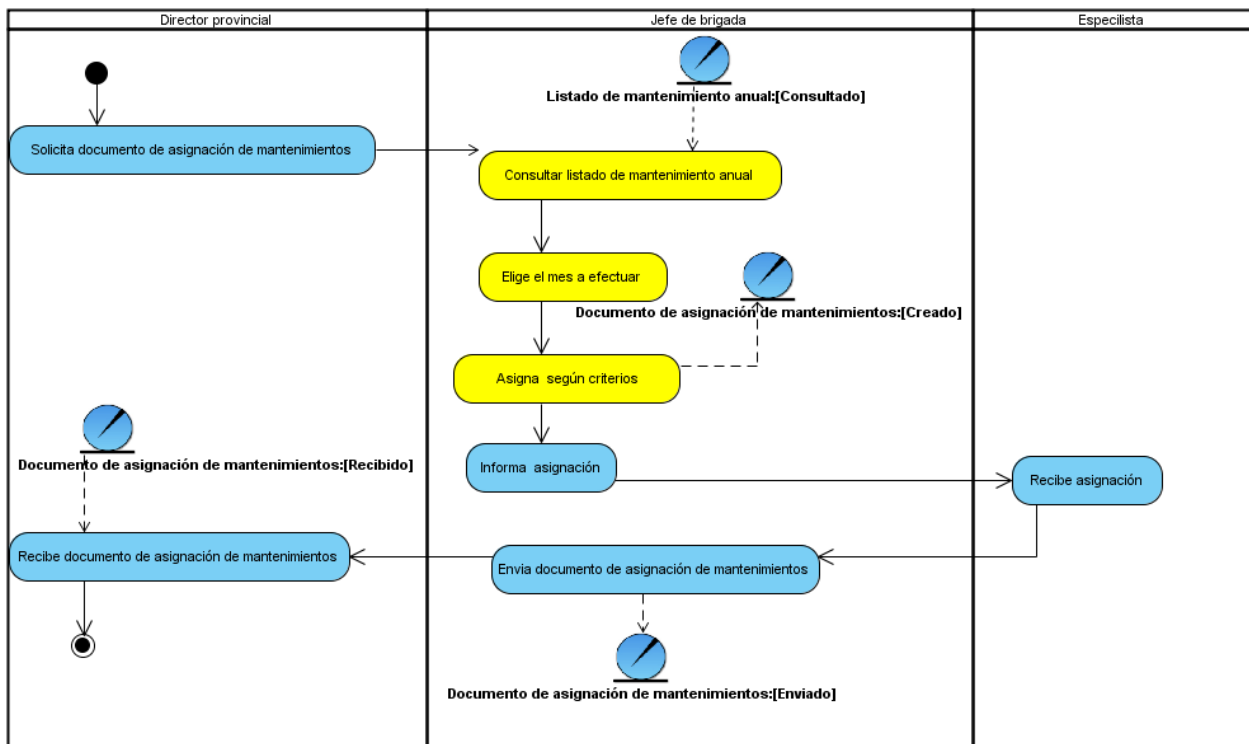 Director provincial
Jefe de brigada
Especilista
Listado de mantenimiento anual:[Consultado]
Solicita documento de asignación de mantenimientos
Consultar listado de mantenimiento anual
Elige el mes a efectuar
Documento de asignación de mantenimientos:[Creado]
Asigna según criterios
Documento de asignación de mantenimientos:[Recibido]
Informa asignación
Recibe asignación
Recibe documento de asignación de mantenimientos
Envia documento de asignación de mantenimientos
Documento de asignación de mantenimientos:[Enviado]